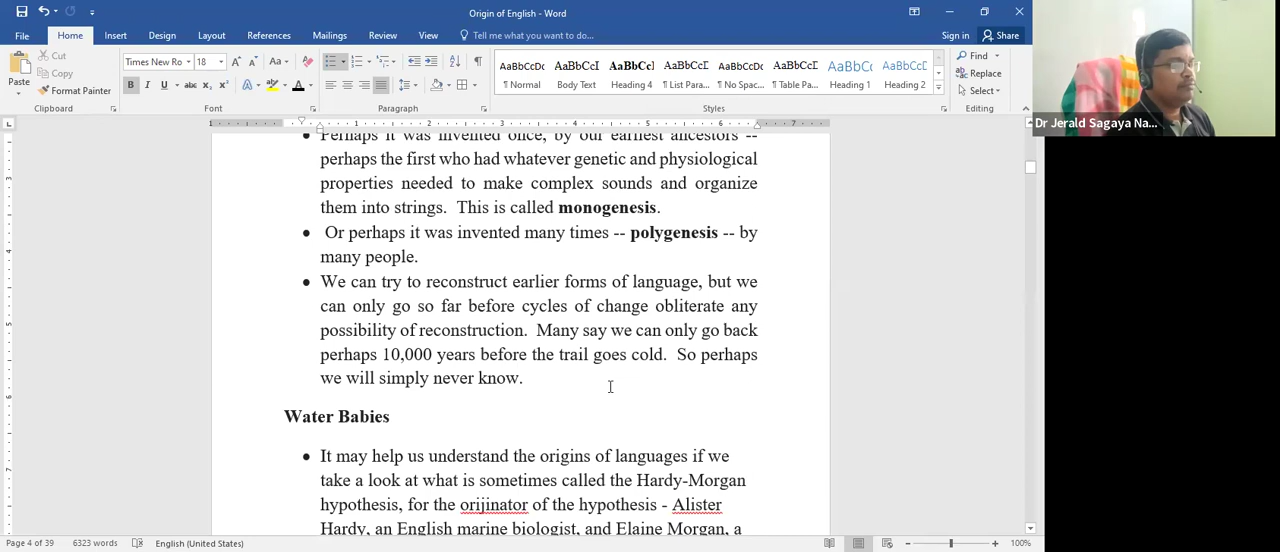 Origin of English - Word
File Home Insert Design Layout References Mailings Review View Tell me what you want to do... Sign in Share
Paste Cut Copy Format Painter
Times New Ro 18
AaBbCcDc AaBbCcI AaBbCc AaBbCcDc AaBbCcDc AaBbCcI AaBbCc AaBbCcDc
¶ Normal Body Text Heading 4 ¶ List Para... ¶ No Spac... ¶ Table Pa... Heading 1 Heading 2
Find Replace Select
Clipboard Font Paragraph Styles Editing
Dr Jerald Sagaya Na...
• Perhaps it was invented once, by our earnest ancestors --
perhaps the first who had whatever genetic and physiological
properties needed to make complex sounds and organize
them into strings. This is called monogenesis.
• Or perhaps it was invented many times -- polygenesis -- by
many people.
• We can try to reconstruct earlier forms of language, but we
can only go so far before cycles of change obliterate any
possibility of reconstruction. Many say we can only go back
perhaps 10,000 years before the trail goes cold. So perhaps
we will simply never know.
Water Babies
• It may help us understand the origins of languages if we
take a look at what is sometimes called the Hardy-Morgan
hypothesis, for the orijinator of the hypothesis - Alister
Hardy, an English marine biologist, and Elaine Morgan, a
Page 4 of 39 6323 words English (United States) 100%